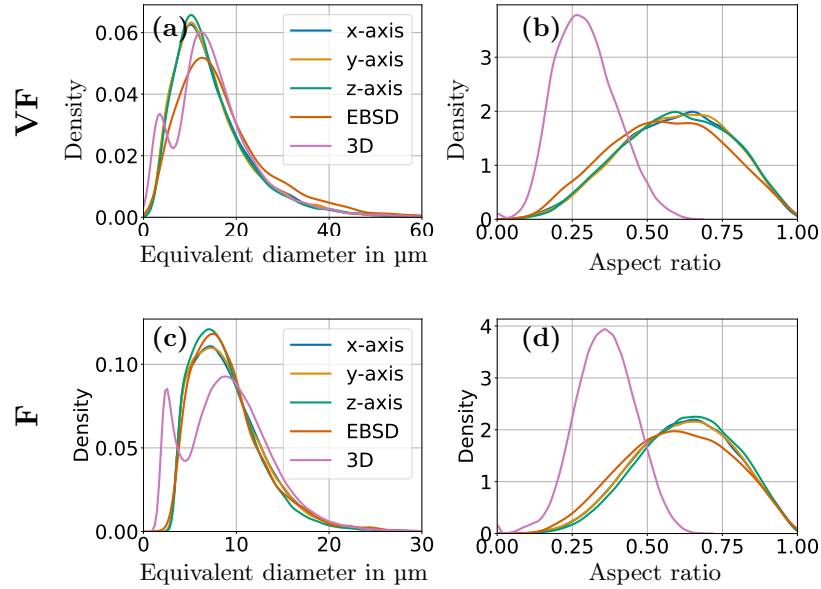 VF
(a)
x-axis
y-axis
z-axis
EBSD
3D
Density
0.06
0.04
0.02
0.00
0 20 40 60
Equivalent diameter in µm
(b)
Density
3
2
1
0
0.00 0.25 0.50 0.75 1.00
Aspect ratio
F
(c)
x-axis
y-axis
z-axis
EBSD
3D
Density
0.10
0.05
0.00
0 10 20 30
Equivalent diameter in µm
(d)
Density
4
3
2
1
0
0.00 0.25 0.50 0.75 1.00
Aspect ratio